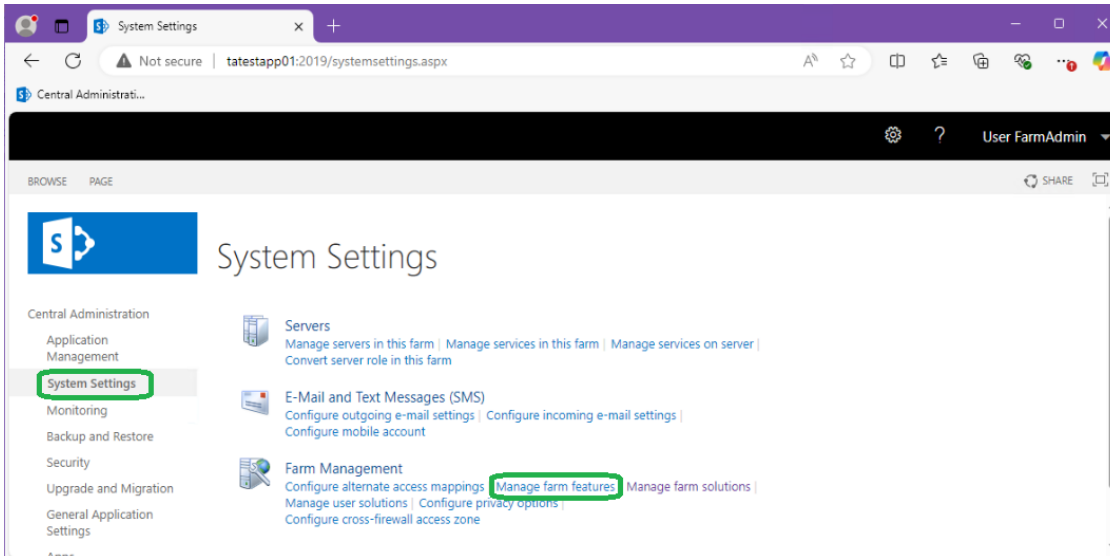 System Settings
Not secure | tatestapp01:2019/systemsettings.aspx
Central Administrati...
? User FarmAdmin
BROWSE PAGE SHARE
S
System Settings
Central Administration
Application
Management
System Settings
Monitoring
Backup and Restore
Security
Upgrade and Migration
General Application
Settings
Servers
Manage servers in this farm | Manage services in this farm | Manage services on server |
Convert server role in this farm
E-Mail and Text Messages (SMS)
Configure outgoing e-mail settings | Configure incoming e-mail settings |
Configure mobile account
Farm Management
Configure alternate access mappings | Manage farm features | Manage farm solutions |
Manage user solutions | Configure privacy options |
Configure cross-firewall access zone